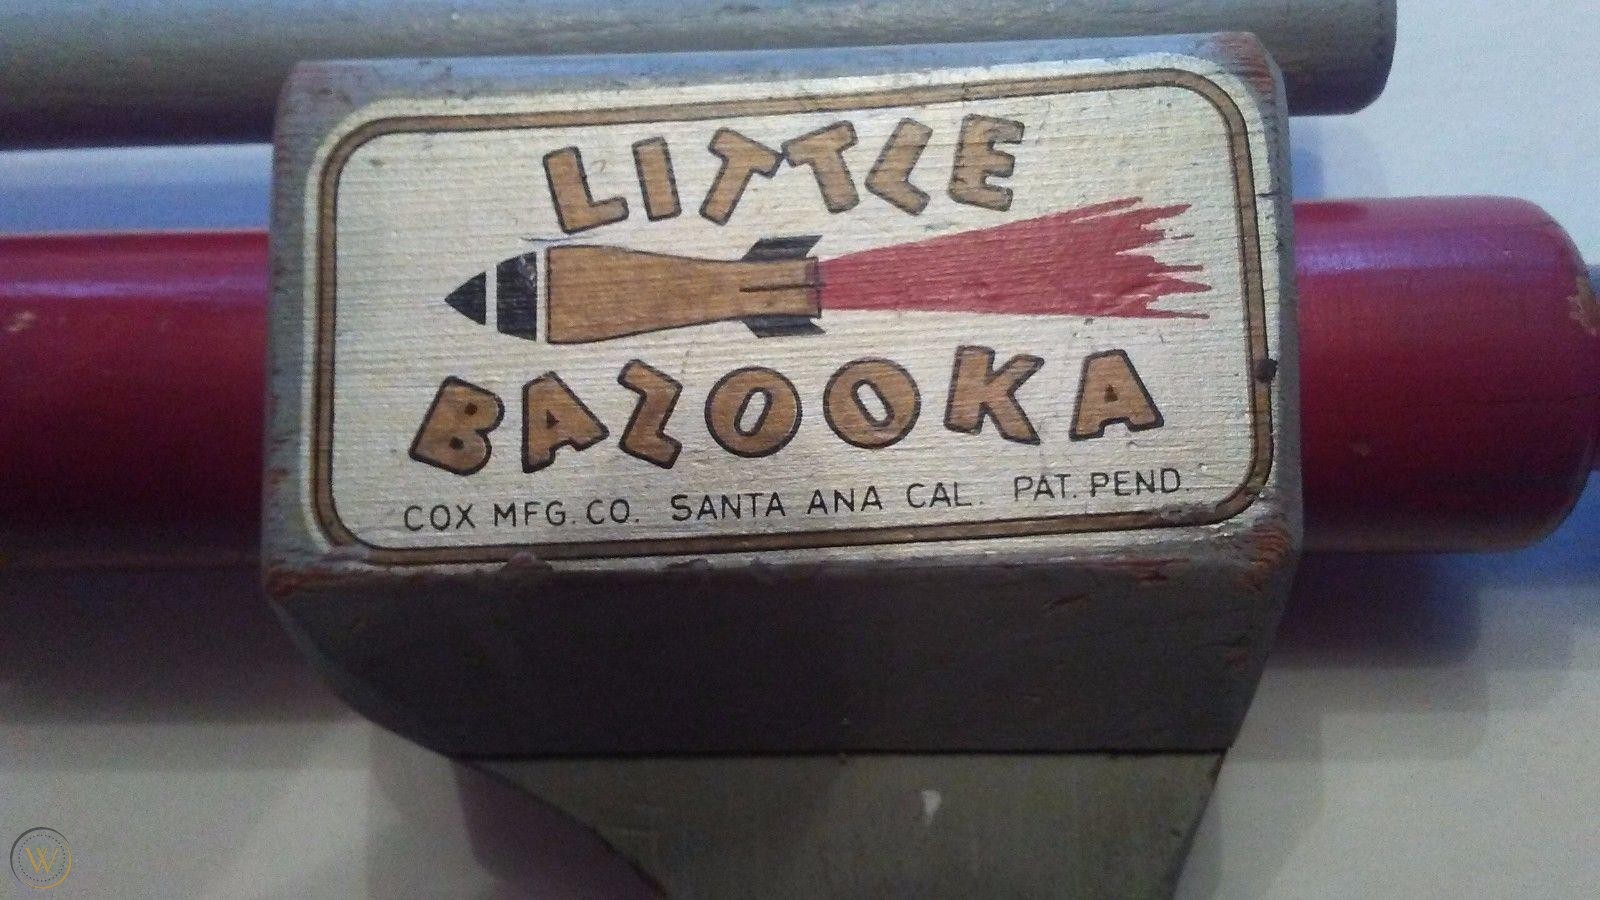 LITTLE
BAZOOKA
COX MFG. CO. SANTA ANA CAL. PAT. PEND.
W